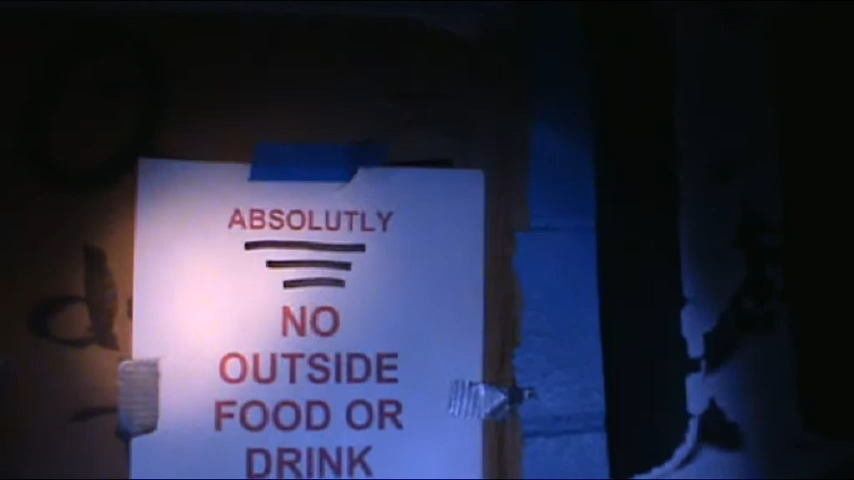 ABSOLUTLY
NO
OUTSIDE
FOOD OR
DRINK